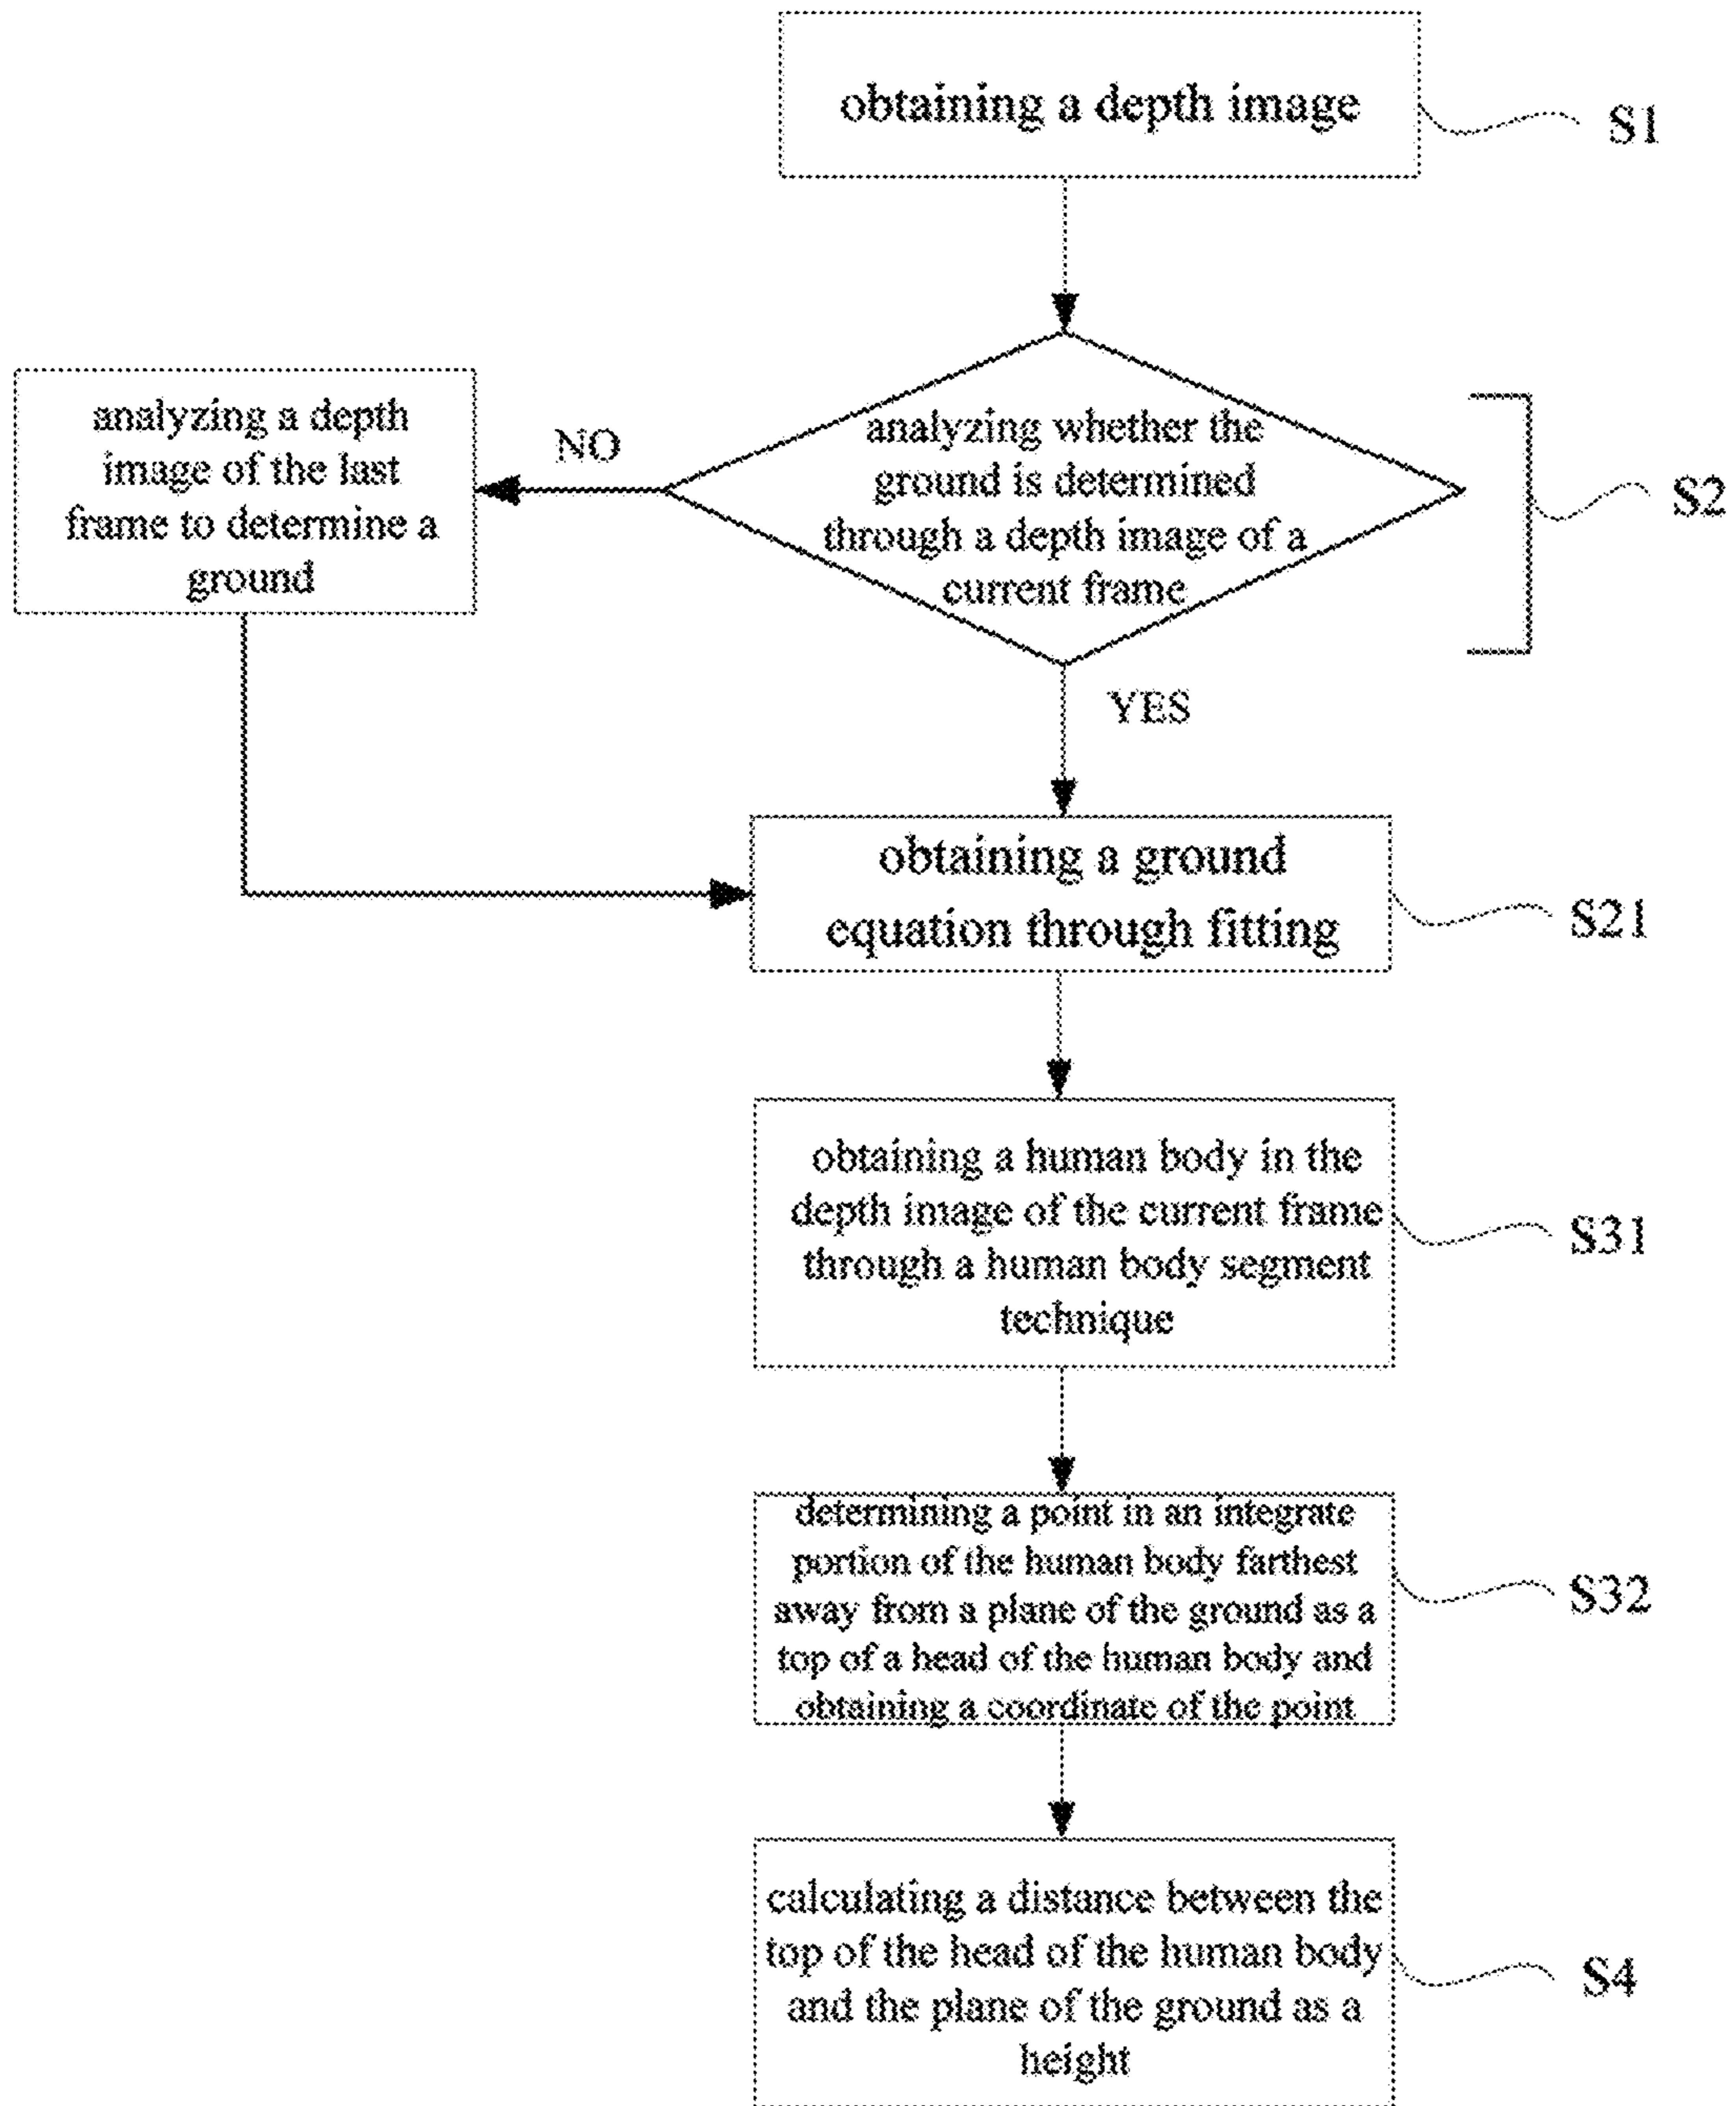 obtaining a depth image
S1
analyzing a depth
image of the last
frame to determine a
ground
NO
analyzing whether the
ground is determined
through a depth image of a
current frame
S2
YES
obtaining a ground
equation through fitting
S21
obtaining a human body in the
depth image of the current frame
through a human body segment
technique
S31
determining a point in an integrate
portion of the human body farthest
away from a plane of the ground as a
top of a head of the human body and
obtaining a coordinate of the point
S32
calculating a distance between the
top of the head of the human body
and the plane of the ground as a
height
S4